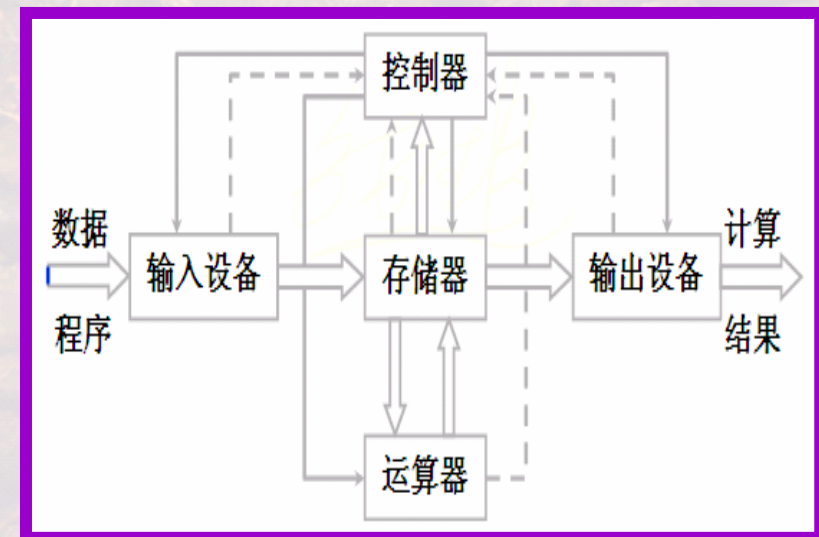 控制器
数据
计算
输入设备
存储器
输出设备
程序
结果
运算器